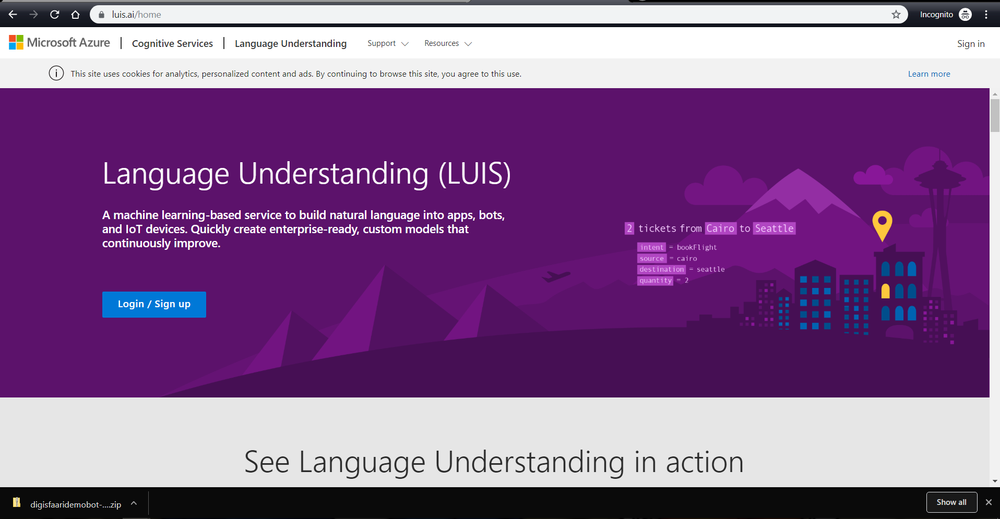 luis.ai/home
Incognito
Microsoft Azure
Cognitive Services
Language Understanding
Support
Resources
Sign in
This site uses cookies for analytics, personalized content and ads. By continuing to browse this site, you agree to this use.
Learn more
Language Understanding (LUIS)
A machine learning-based service to build natural language into apps, bots,
and IoT devices. Quickly create enterprise-ready, custom models that
continuously improve.
2 tickets from Cairo to Seattle
intent = bookFlight
source = cairo
destination = seattle
quantity = 2
Login / Sign up
See Language Understanding in action
digisfaaridemobot-....zip
Show all